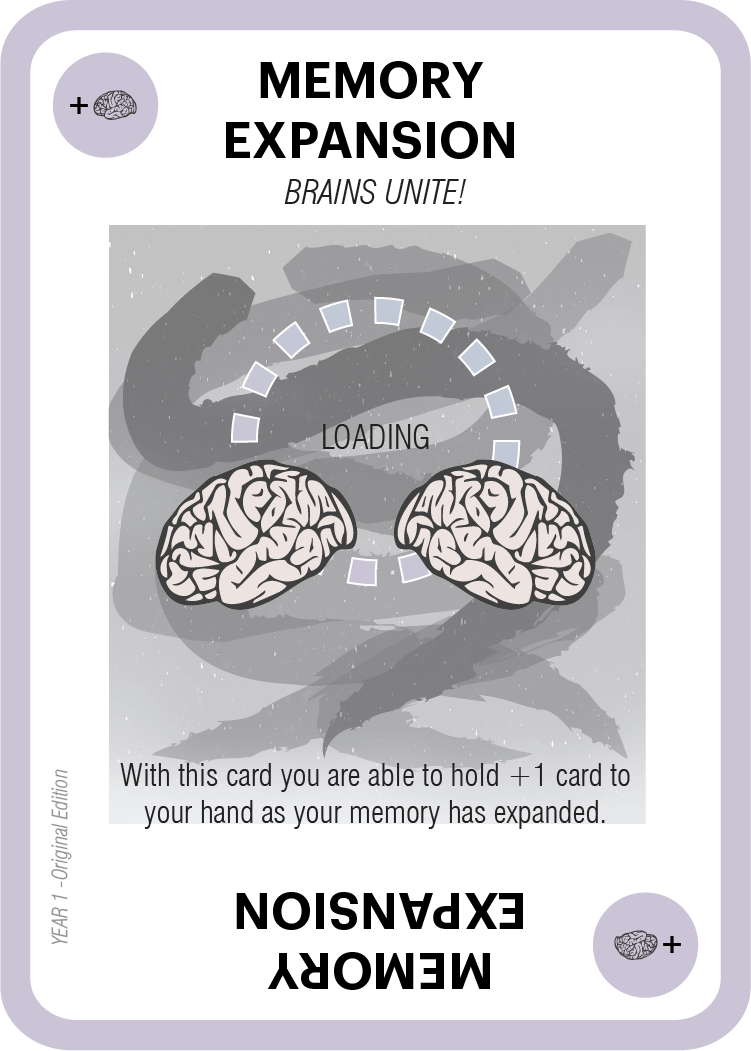 +
MEMORY
EXPANSION
BRAINS UNITE!
LOADING
With this card you are able to hold +1 card to
your hand as your memory has expanded.
YEAR 1 -Original Edition
MEMORY
EXPANSION
+